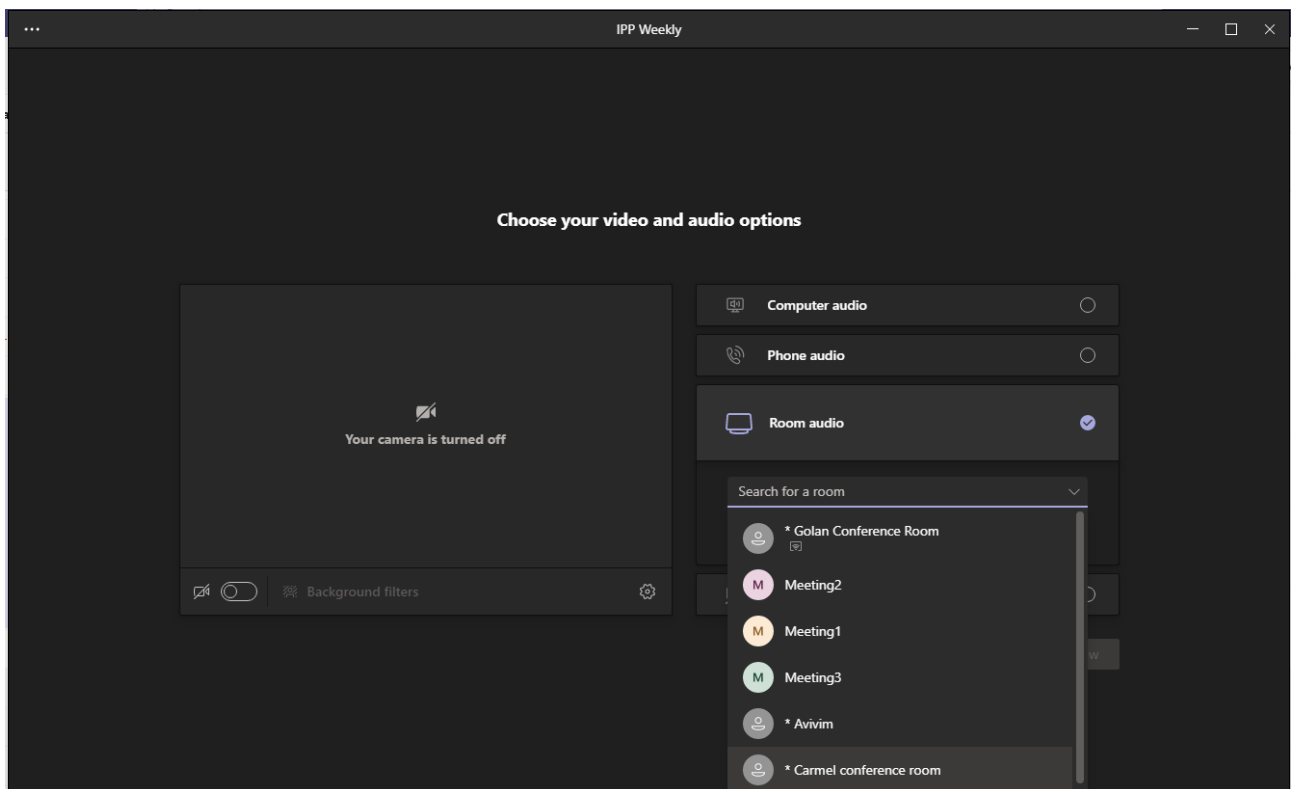 IPP Weekly
Choose your video and audio options
Your camera is turned off
Background filters
Computer audio
Phone audio
Room audio
Search for a room
* Golan Conference Room
M Meeting2
M Meeting1
M Meeting3
* Avivim
* Carmel conference room